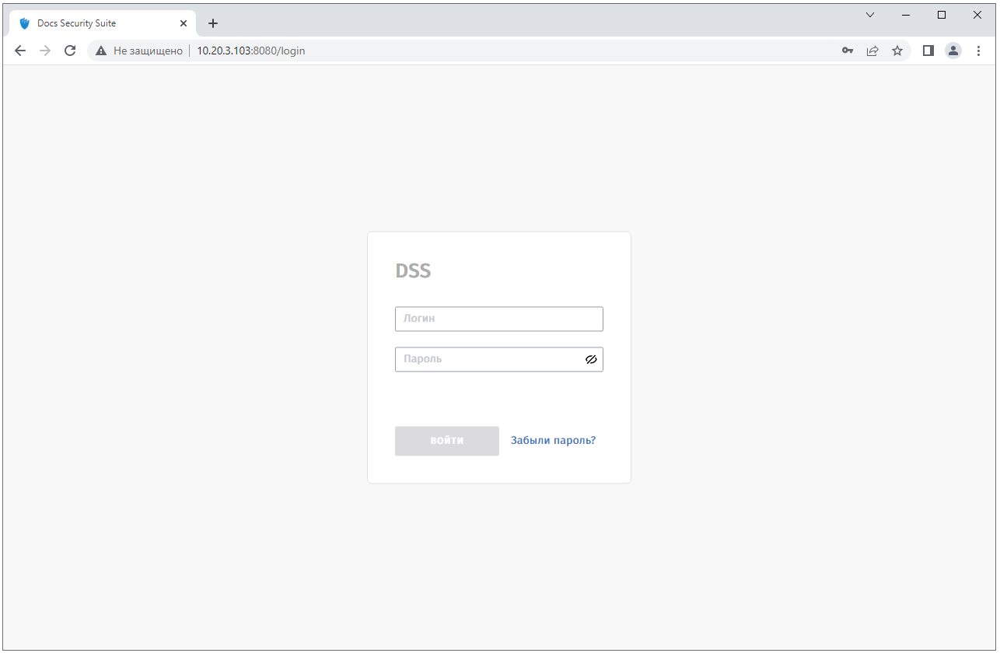 Docs Security Suite
Не защищено 10.20.3.103:8080/login
DSS
Логин
Пароль
ВОЙТИ Забыли пароль?